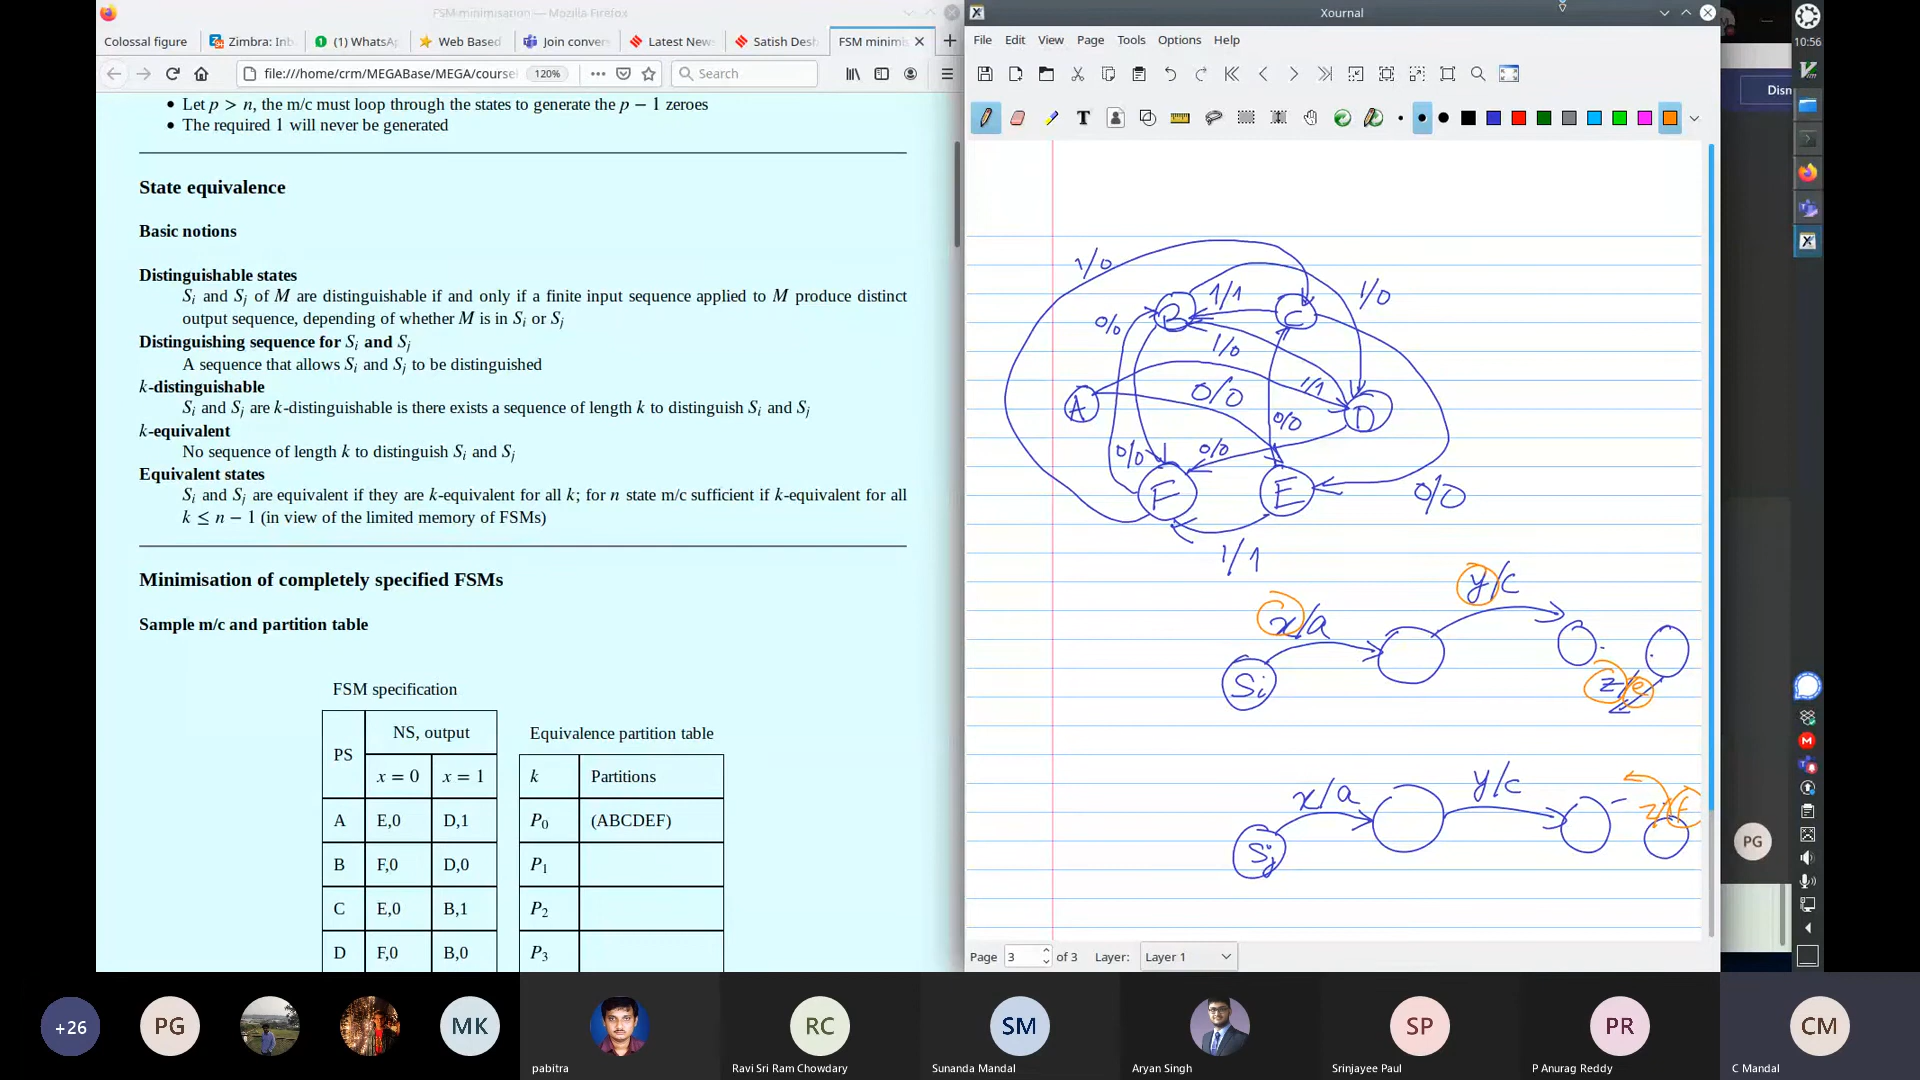 FSM minimisation — Mozilla Firefox
Colossal figure
Zimbra: Inb
(1) WhatsA
Web Based
Join conver
Latest New
Satish Desh
FSM minimis
file:///home/crm/MEGABase/MEGA/course
120%
Search
• Let p > n, the m/c must loop through the states to generate the p − 1 zeroes
• The required 1 will never be generated
State equivalence
Basic notions
Distinguishable states
Si and Sj of M are distinguishable if and only if a finite input sequence applied to M produce distinct
output sequence, depending of whether M is in Si or Sj
Distinguishing sequence for Si and Sj
A sequence that allows Si and Sj to be distinguished
k-distinguishable
Si and Sj are k-distinguishable is there exists a sequence of length k to distinguish Si and Sj
k-equivalent
No sequence of length k to distinguish Si and Sj
Equivalent states
Si and Sj are equivalent if they are k-equivalent for all k; for n state m/c sufficient if k-equivalent for all
k ≤ n − 1 (in view of the limited memory of FSMs)
Minimisation of completely specified FSMs
Sample m/c and partition table
FSM specification
PS NS, output
x = 0 x = 1
A E,0 D,1
B F,0 D,0
C E,0 B,1
D F,0 B,0
Equivalence partition table
k Partitions
P0 (ABCDEF)
P1
P2
P3
Xournal
File Edit View Page Tools Options Help
1/0
B
1/1
C
1/0
0/0
1/0
A
0/0
1/1
D
0/0
0/0
0/0
F
E
0/0
1/1
x/a
y/c
Si
z/e
x/a
y/c
Sj
z/f
Page 3 of 3 Layer: Layer 1
10:56
Dism
PG
+26
PG
MK
pabitra
RC
Ravi Sri Ram Chowdary
SM
Sunanda Mandal
Aryan Singh
SP
Srinjayee Paul
PR
P Anurag Reddy
CM
C Mandal